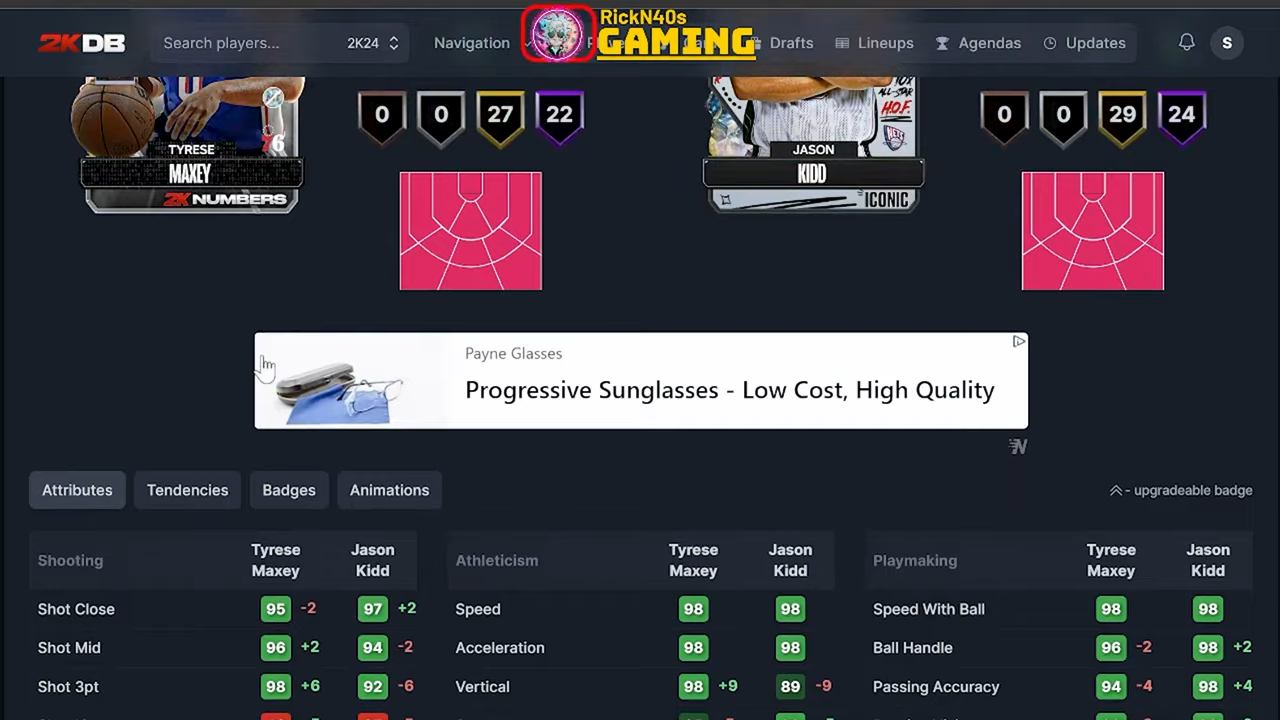 RickN40s
GAMING
2KDB
Search players...
2K24
Navigation
Drafts
Lineups
Agendas
Updates
S
0
0
27
22
76
TYRESE
MAXEY
2K NUMBERS
ALL-STAR
H.O.F.
NETS
0
0
29
24
JASON
KIDD
ICONIC
Payne Glasses
Progressive Sunglasses - Low Cost, High Quality
Attributes
Tendencies
Badges
Animations
- upgradeable badge
Shooting
Tyrese Maxey
Jason Kidd
Shot Close 95 -2 97 +2
Shot Mid 96 +2 94 -2
Shot 3pt 98 +6 92 -6
Athleticism
Tyrese Maxey
Jason Kidd
Speed 98 98
Acceleration 98 98
Vertical 98 +9 89 -9
Playmaking
Tyrese Maxey
Jason Kidd
Speed With Ball 98 98
Ball Handle 96 -2 98 +2
Passing Accuracy 94 -4 98 +4